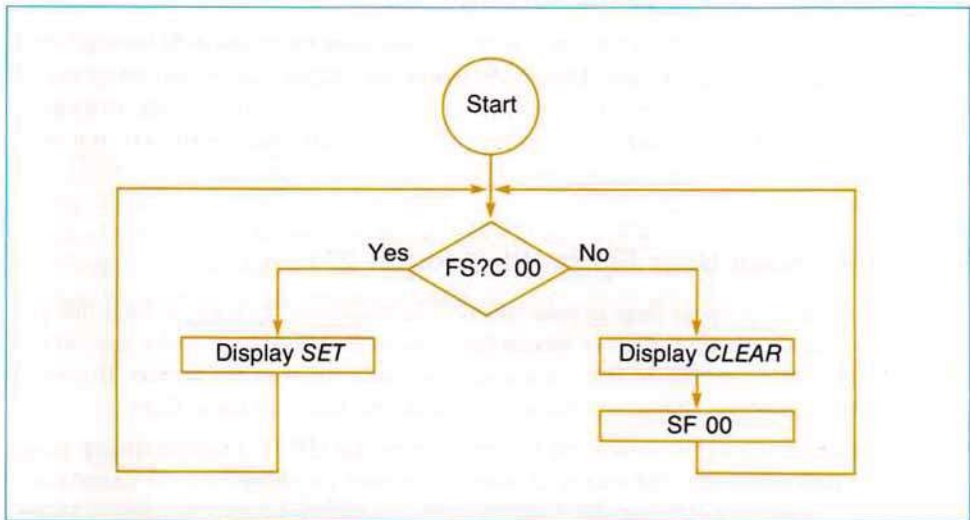 Start
Yes
No
FS?C 00
Display SET
Display CLEAR
SF 00